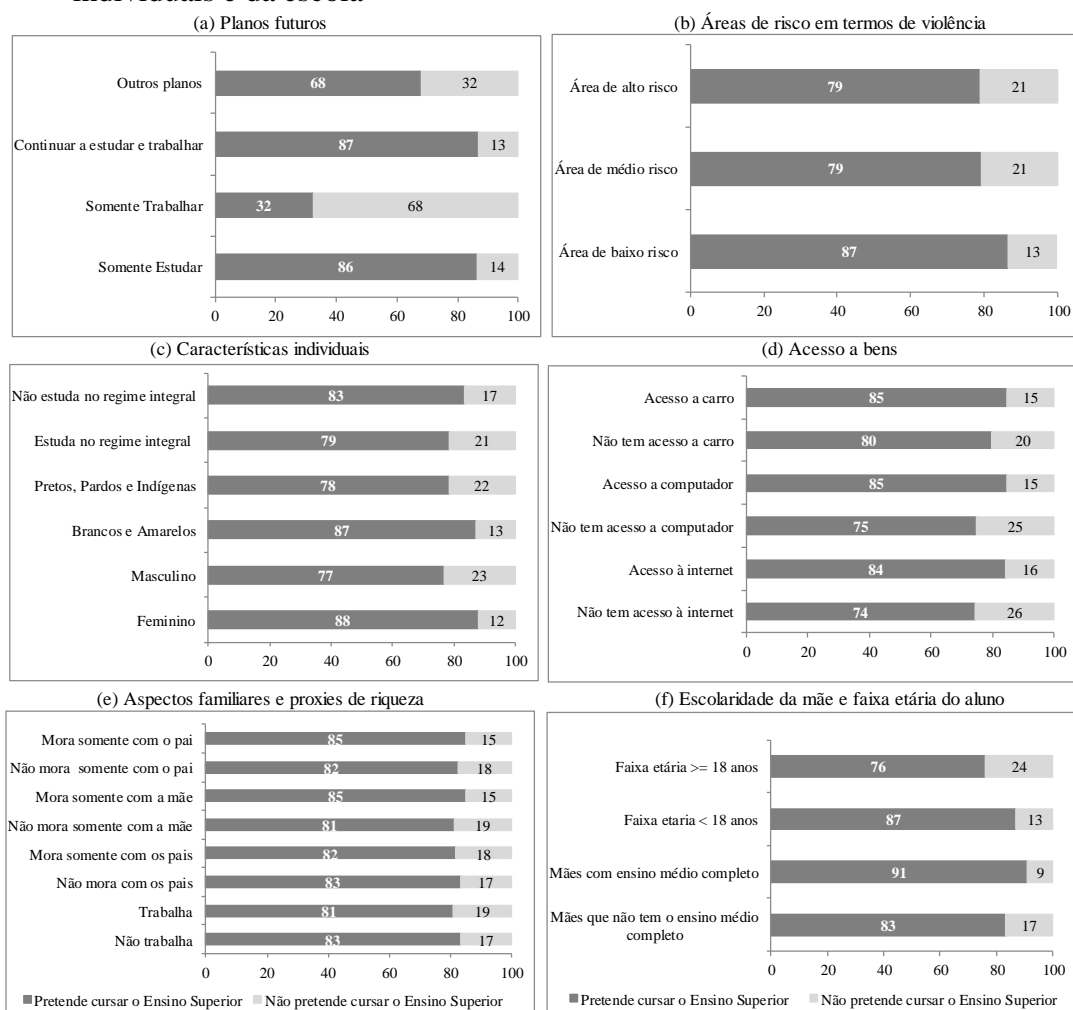 individuais e da escola
(a) Planos futuros
Outros planos 68 32
Continuar a estudar e trabalhar 87 13
Somente Trabalhar 32 68
Somente Estudar 86 14
0 20 40 60 80 100
(b) Áreas de risco em termos de violência
Área de alto risco 79 21
Área de médio risco 79 21
Área de baixo risco 87 13
0 20 40 60 80 100
(c) Características individuais
Não estuda no regime integral 83 17
Estuda no regime integral 79 21
Pretos, Pardos e Indígenas 78 22
Brancos e Amarelos 87 13
Masculino 77 23
Feminino 88 12
0 20 40 60 80 100
(d) Acesso a bens
Acesso a carro 85 15
Não tem acesso a carro 80 20
Acesso a computador 85 15
Não tem acesso a computador 75 25
Acesso à internet 84 16
Não tem acesso à internet 74 26
0 20 40 60 80 100
(e) Aspectos familiares e proxies de riqueza
Mora somente com o pai 85 15
Não mora somente com o pai 82 18
Mora somente com a mãe 85 15
Não mora somente com a mãe 81 19
Mora somente com os pais 82 18
Não mora com os pais 83 17
Trabalha 81 19
Não trabalha 83 17
0 20 40 60 80 100
Pretende cursar o Ensino Superior Não pretende cursar o Ensino Superior
(f) Escolaridade da mãe e faixa etária do aluno
Faixa etária >= 18 anos 76 24
Faixa etaria < 18 anos 87 13
Mães com ensino médio completo 91 9
Mães que não tem o ensino médio
completo 83 17
0 20 40 60 80 100
Pretende cursar o Ensino Superior Não pretende cursar o Ensino Superior